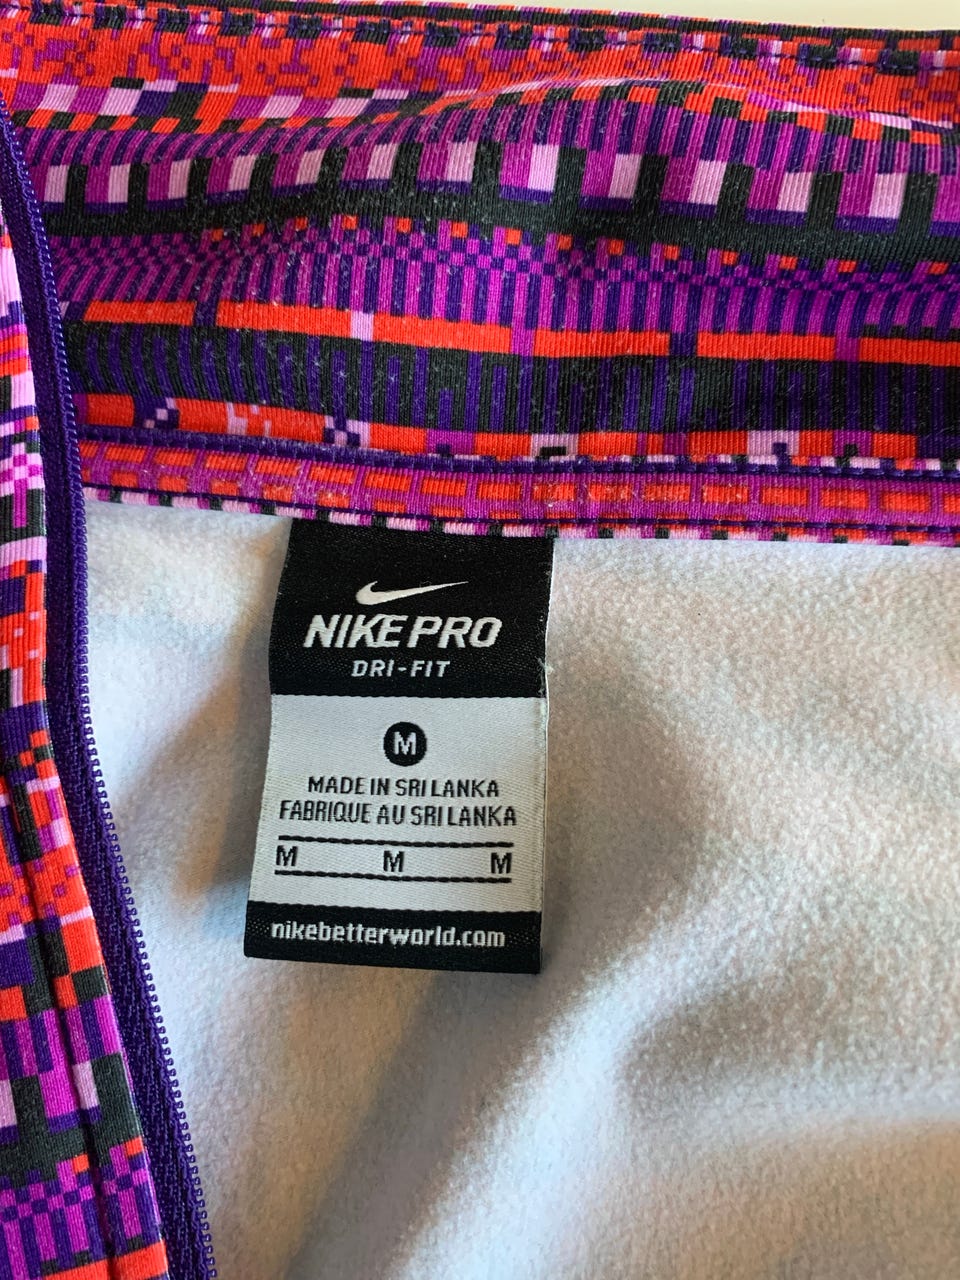 NIKE PRO
DRI-FIT
M
MADE IN SRI LANKA
FABRIQUE AU SRI LANKA
M M M
nikebetterworld.com